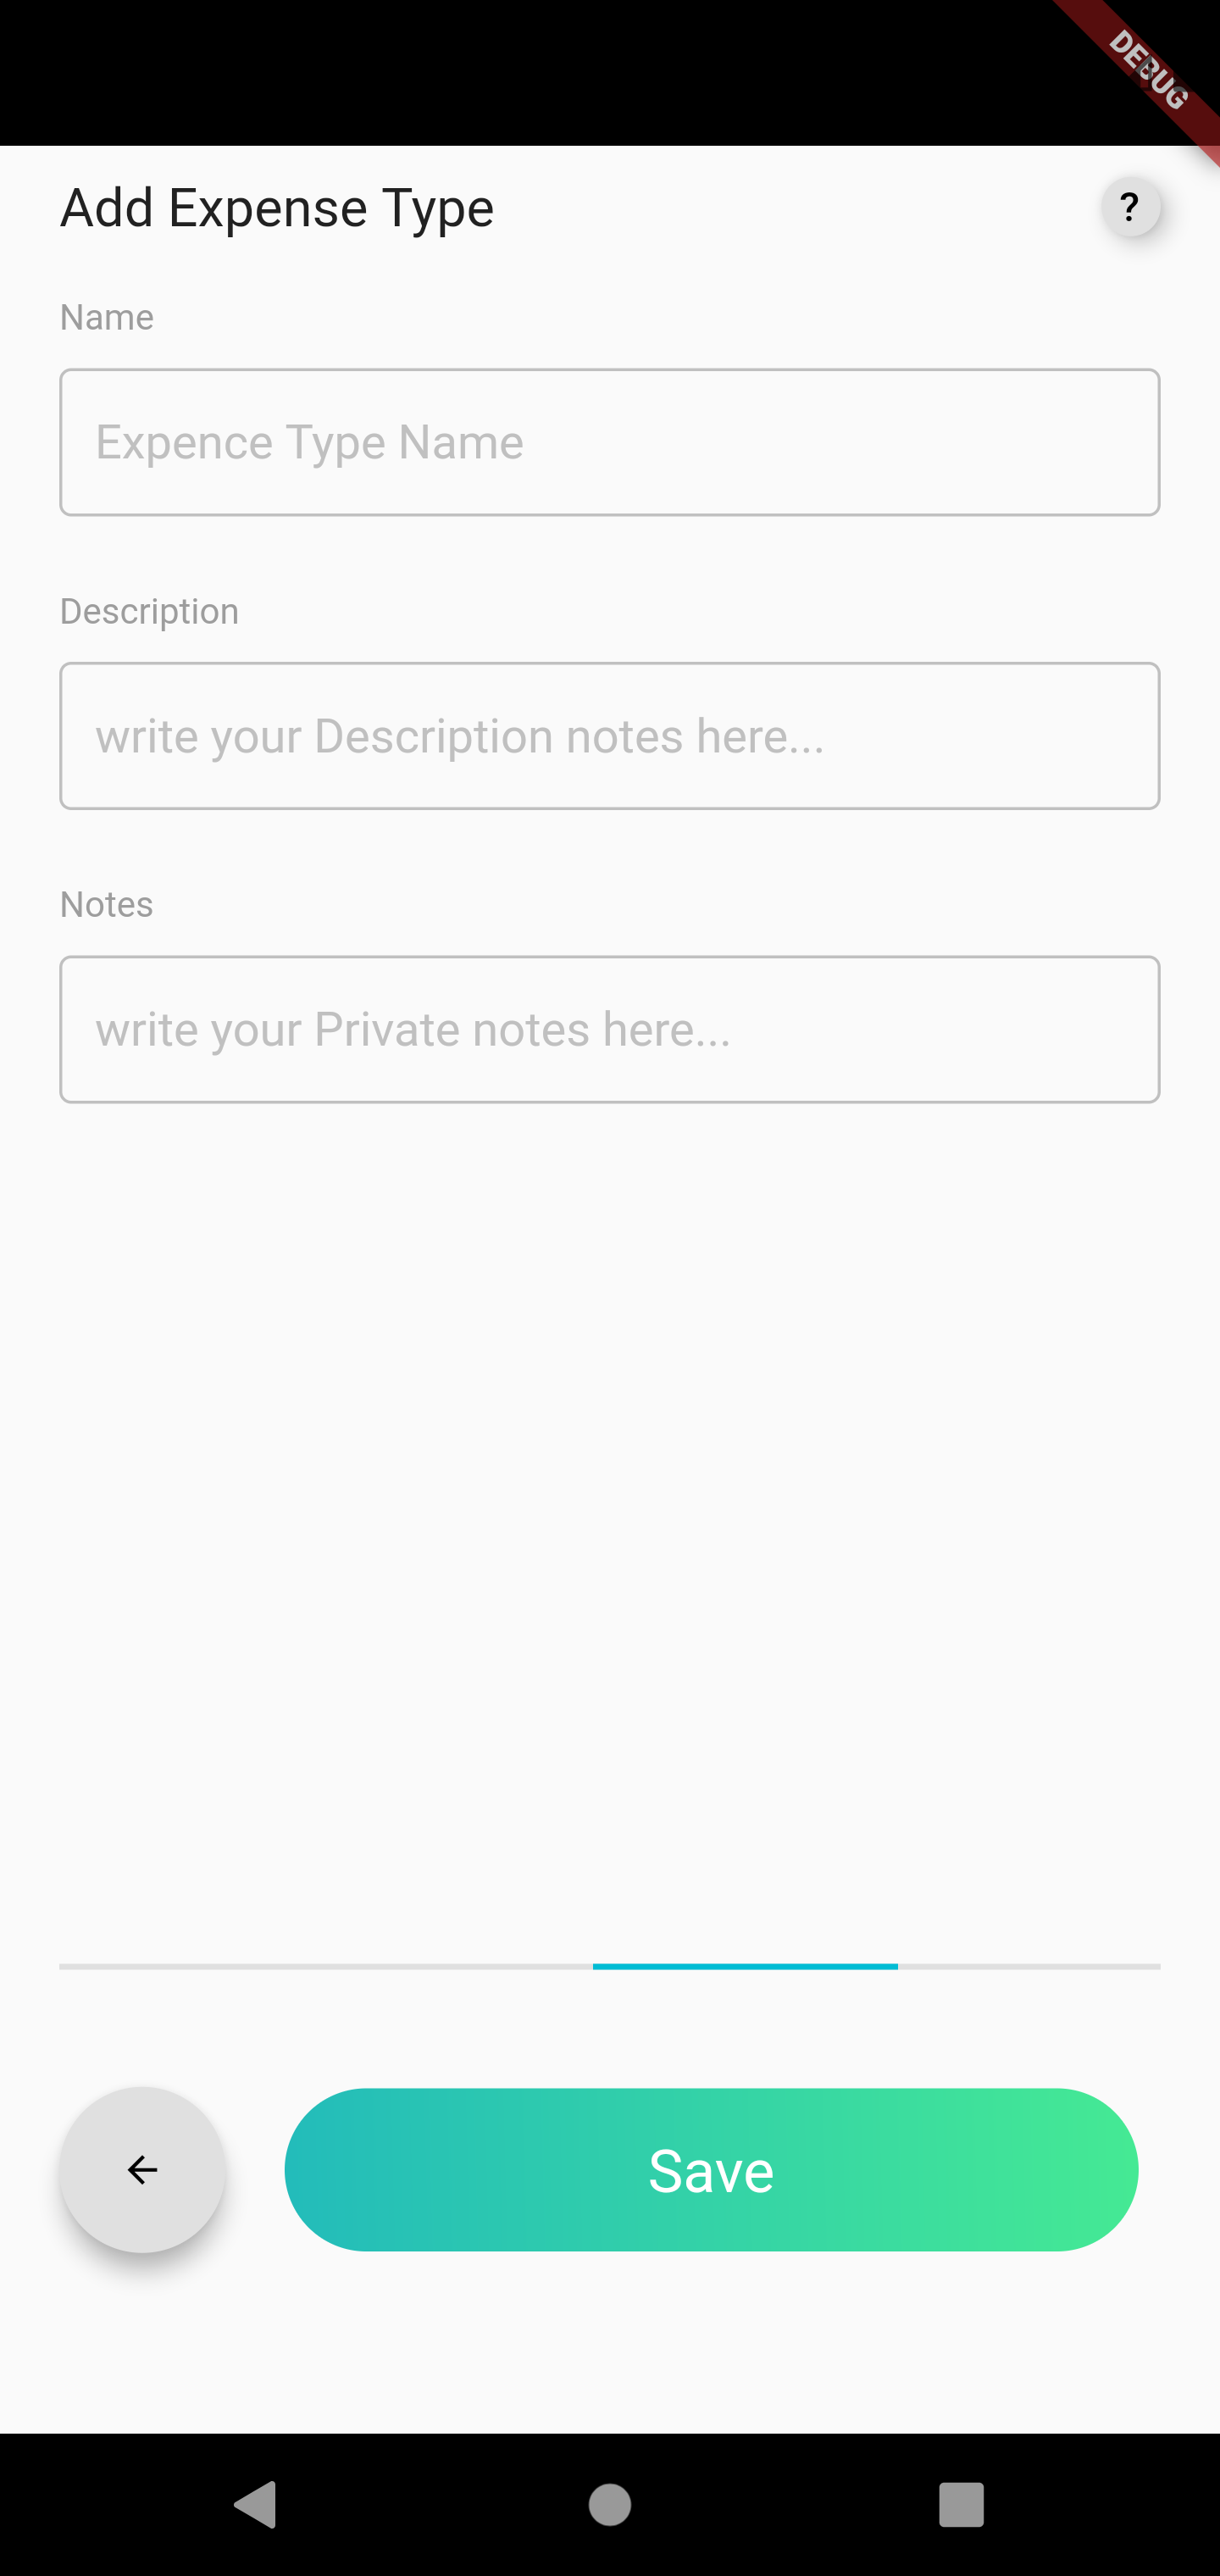 DEBUG
Add Expense Type
?
Name
Expence Type Name
Description
write your Description notes here...
Notes
write your Private notes here...
Save